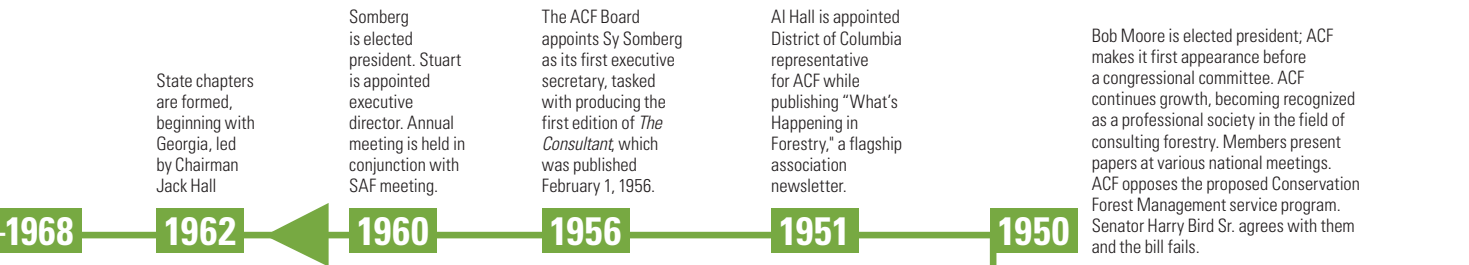 State chapters
are formed,
beginning with
Georgia, led
by Chairman
Jack Hall
Somberg
is elected
president. Stuart
is appointed
executive
director. Annual
meeting is held in
conjunction with
SAF meeting.
The ACF Board
appoints Sy Somberg
as its first executive
secretary, tasked
with producing the
first edition of The
Consultant, which
was published
February 1, 1956.
Al Hall is appointed
District of Columbia
representative
for ACF while
publishing “What’s
Happening in
Forestry," a flagship
association
newsletter.
Bob Moore is elected president; ACF
makes it first appearance before
a congressional committee. ACF
continues growth, becoming recognized
as a professional society in the field of
consulting forestry. Members present
papers at various national meetings.
ACF opposes the proposed Conservation
Forest Management service program.
Senator Harry Bird Sr. agrees with them
and the bill fails.
-1968
1962
1960
1956
1951
1950